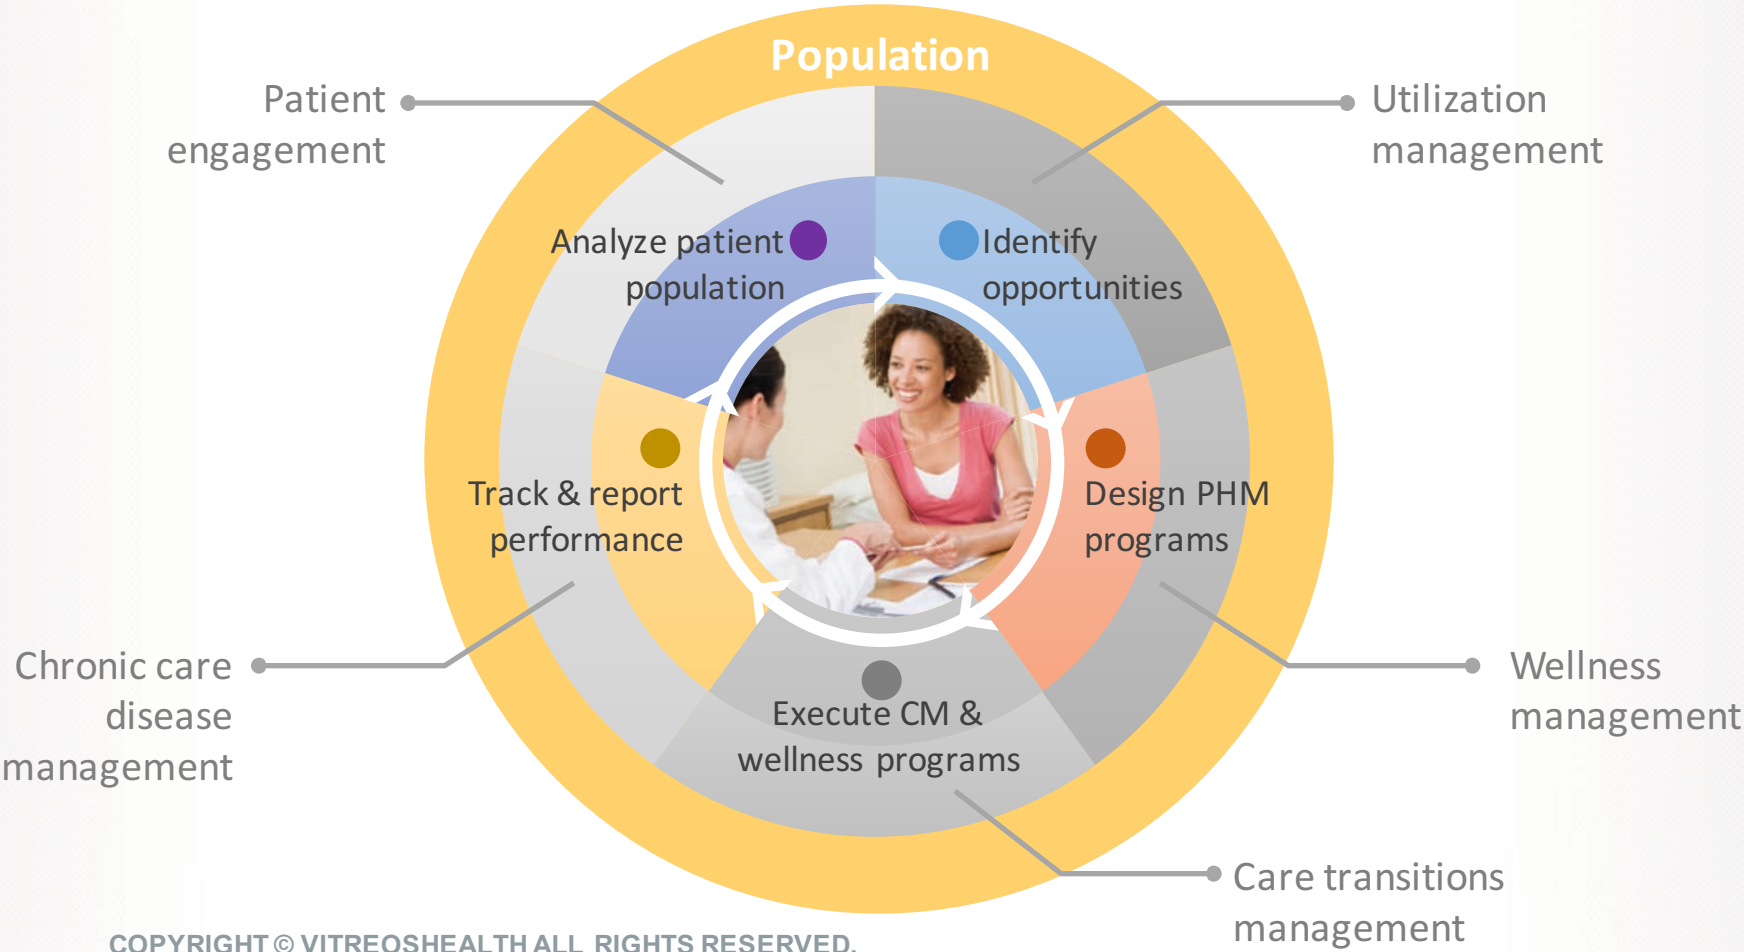 Population
Patient
engagement
Utilization
management
Analyze patient
population
Identify
opportunities
Track & report
performance
Design PHM
programs
Execute CM &
wellness programs
Chronic care
disease
management
Wellness
management
Care transitions
management
COPYRIGHT © VITREOSHEALTH ALL RIGHTS RESERVED.